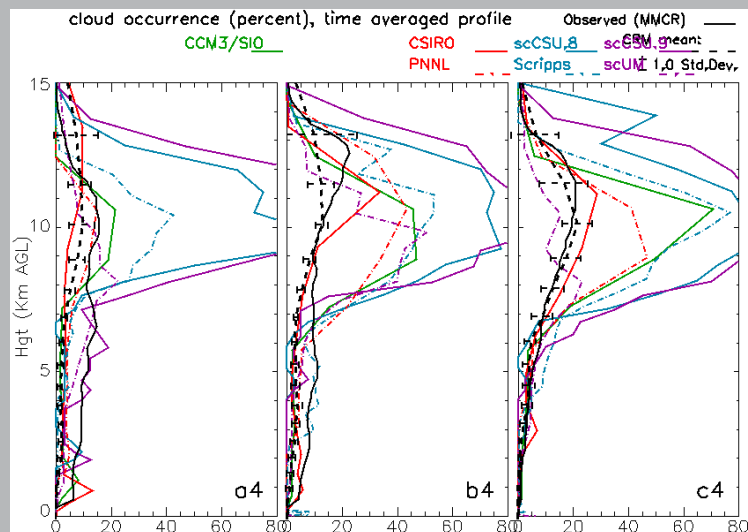 cloud occurrence (percent), time averaged profile
Observed (MMCR)
CCM3/SIO CSIRO scCSU,8 scCSU,9 CRM mean
PNNL Scripps scUM 1,0 Std,Dev,
15
10
5
0
Hgt (Km AGL)
a4 b4 c4
0 20 40 60 80 0 20 40 60 80 0 20 40 60 80